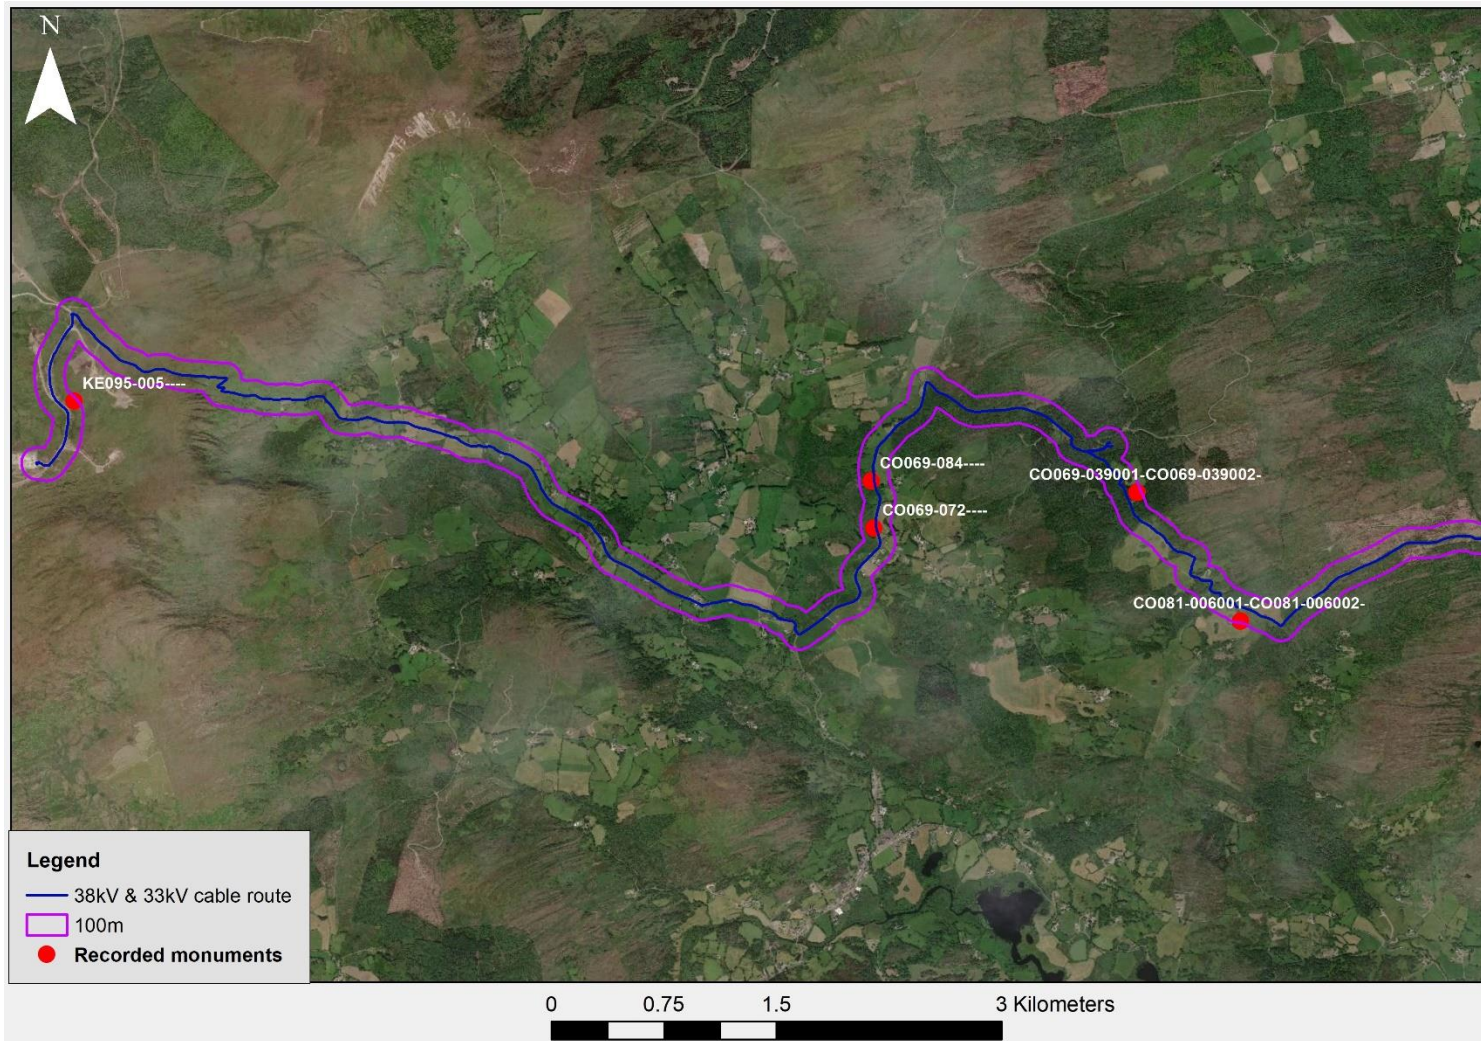 N
KE095-005----
CO069-084----
CO069-039001-CO069-039002-
CO069-072----
CO081-006001-CO081-006002-
Legend
38kV & 33kV cable route
100m
Recorded monuments
0 0.75 1.5 3 Kilometers